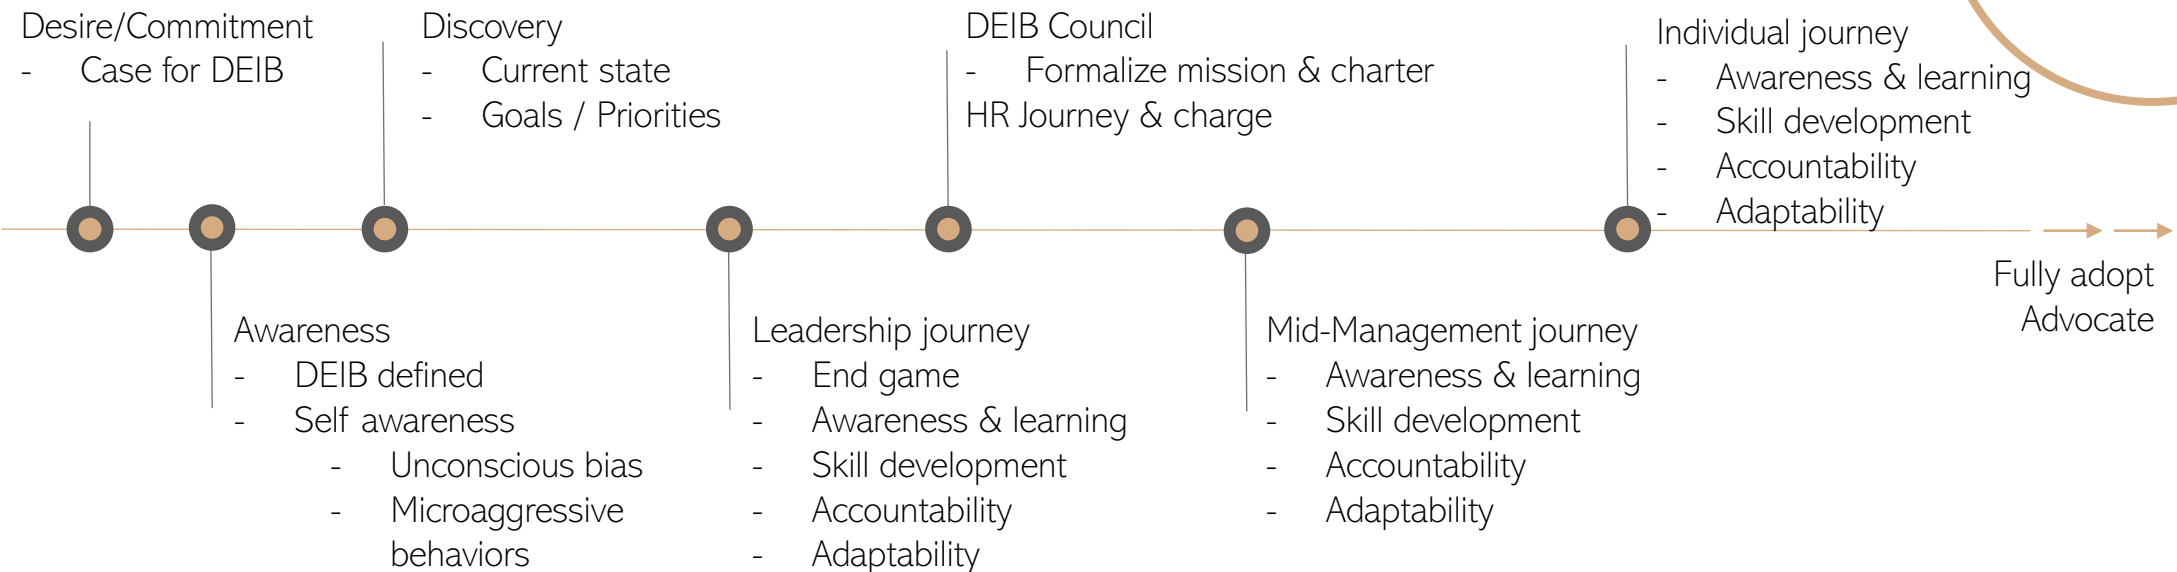 Desire/Commitment
- Case for DEIB
Discovery
- Current state
- Goals / Priorities
DEIB Council
- Formalize mission & charter
HR Journey & charge
Individual journey
- Awareness & learning
- Skill development
- Accountability
- Adaptability
Fully adopt
Advocate
Awareness
- DEIB defined
- Self awareness
- Unconscious bias
- Microaggressive
behaviors
Leadership journey
- End game
- Awareness & learning
- Skill development
- Accountability
- Adaptability
Mid-Management journey
- Awareness & learning
- Skill development
- Accountability
- Adaptability